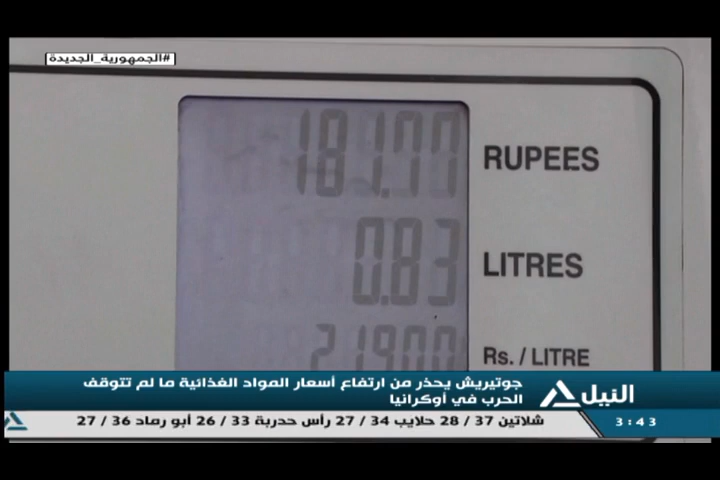 #الجمهورية_الجديدة
181.77 RUPEES
0.83 LITRES
219.00 Rs. / LITRE
جوتيريش يحذر من ارتفاع أسعار المواد الغذائية ما لم تتوقف
الحرب في أوكرانيا
النيل
شلاتين 37 / 28 حلايب 34 / 27 رأس حدربة 33 / 26 أبو رماد 36 / 27
3:43